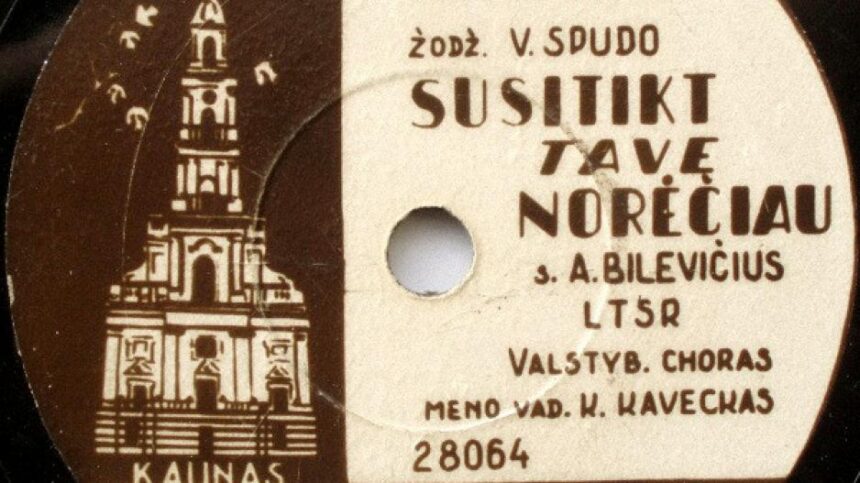 ŽODŽ. V. SPUDO
SUSITIKT
TAVĘ
NORĖČIAU
s. A. BILEVIČIUS
LTSR
VALSTYB. CHORAS
MENO VAD. K. KAVECKAS
28064
KAUNAS